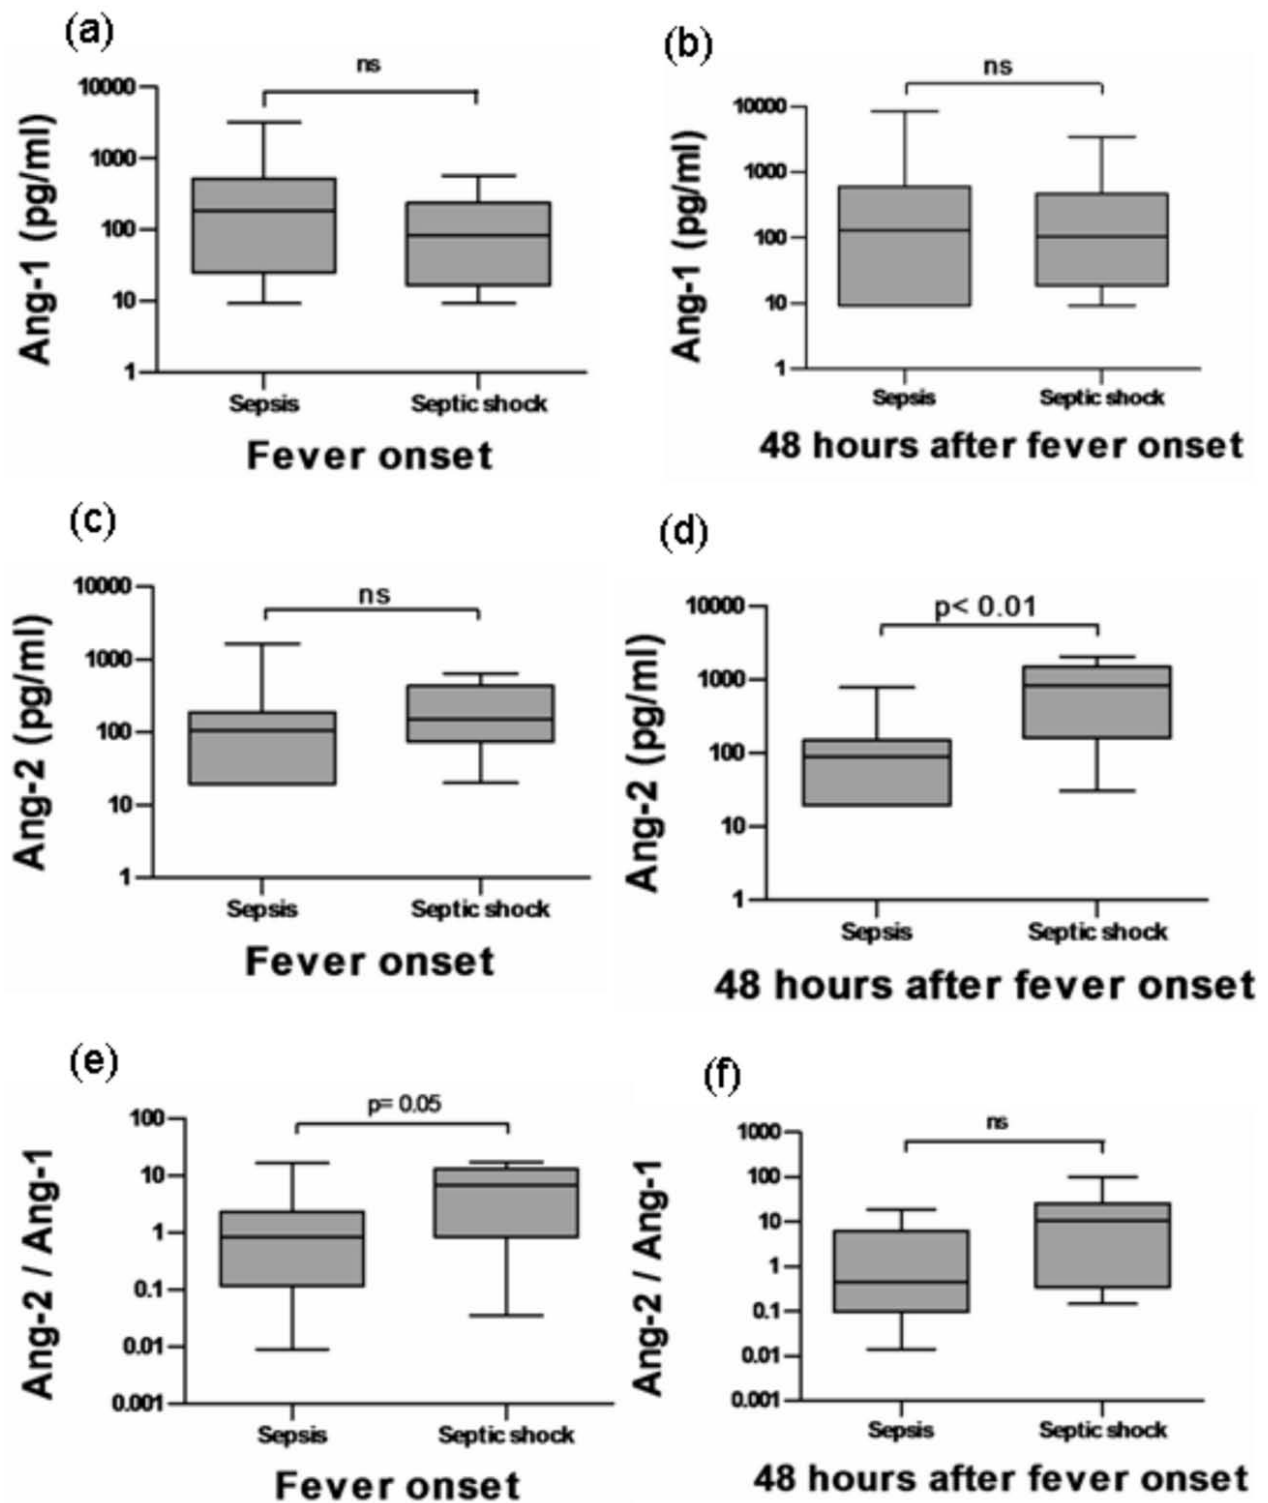 (a)
ns
10000
1000
100
10
1
Ang-1 (pg/ml)
Sepsis
Septic shock
Fever onset
(b)
ns
10000
1000
100
10
1
Ang-1 (pg/ml)
Sepsis
Septic shock
48 hours after fever onset
(c)
ns
10000
1000
100
10
1
Ang-2 (pg/ml)
Sepsis
Septic shock
Fever onset
(d)
p< 0.01
10000
1000
100
10
1
Ang-2 (pg/ml)
Sepsis
Septic shock
48 hours after fever onset
(e)
p= 0.05
100
10
1
0.1
0.01
0.001
Ang-2 / Ang-1
Sepsis
Septic shock
Fever onset
(f)
ns
1000
100
10
1
0.1
0.01
0.001
Ang-2 / Ang-1
Sepsis
Septic shock
48 hours after fever onset